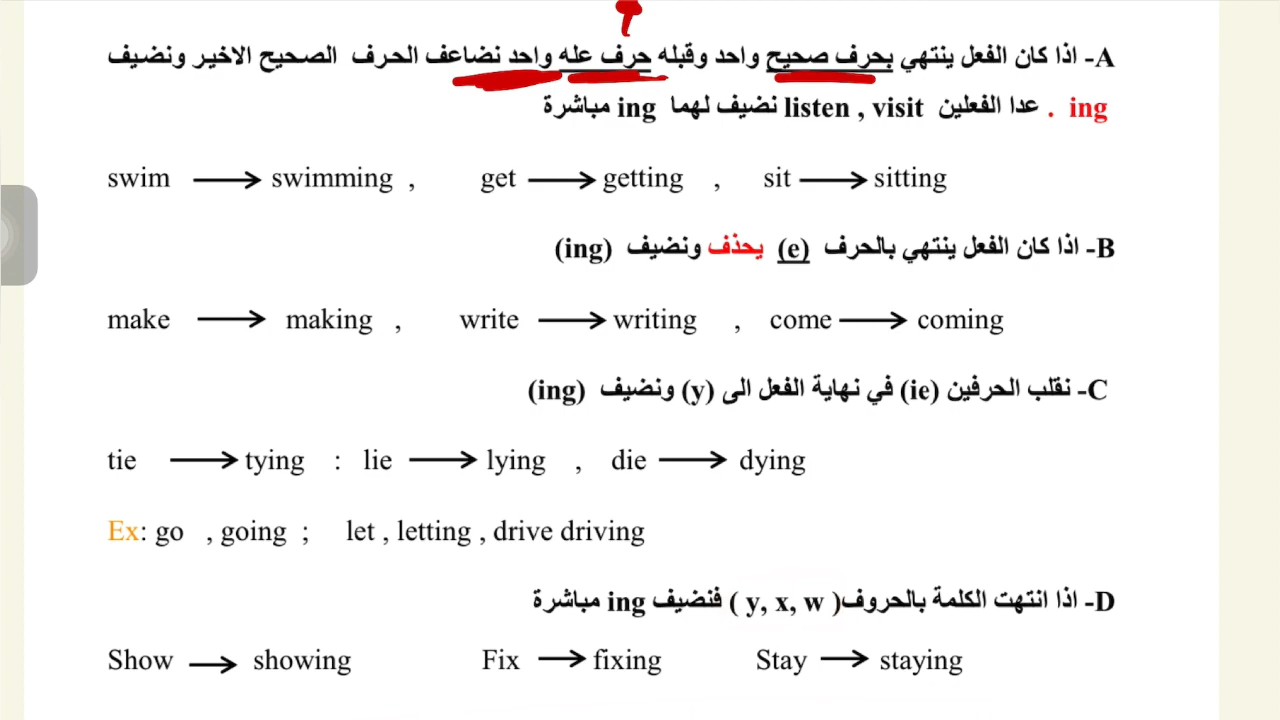 A- اذا كان الفعل ينتهي بحرف صحيح واحد وقبله حرف عله واحد نضاعف الحرف الصحيح الاخير ونضيف
ing . عدا الفعلين listen , visit نضيف لهما ing مباشرة
swim ⟶ swimming , get ⟶ getting , sit ⟶ sitting
B- اذا كان الفعل ينتهي بالحرف (e) يحذف ونضيف (ing)
make ⟶ making , write ⟶ writing , come ⟶ coming
C- نقلب الحرفين (ie) في نهاية الفعل الى (y) ونضيف (ing)
tie ⟶ tying : lie ⟶ lying , die ⟶ dying
Ex: go , going ; let , letting , drive driving
D- اذا انتهت الكلمة بالحروف( y, x, w ) فنضيف ing مباشرة
Show ⟶ showing Fix ⟶ fixing Stay ⟶ staying